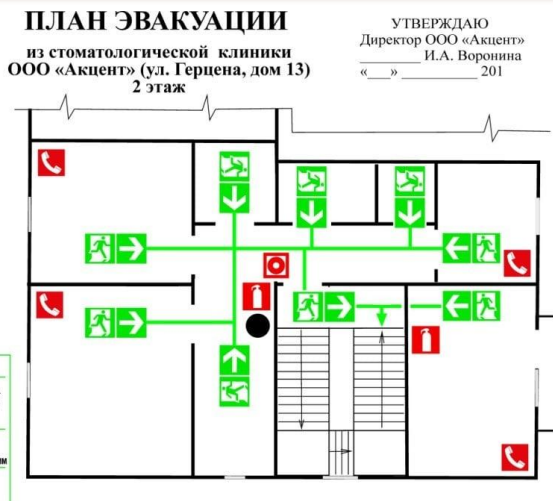 ПЛАН ЭВАКУАЦИИ
из стоматологической клиники
ООО «Акцент» (ул. Герцена, дом 13)
2 этаж
УТВЕРЖДАЮ
Директор ООО «Акцент»
_________ И.А. Воронина
«___» ___________ 201